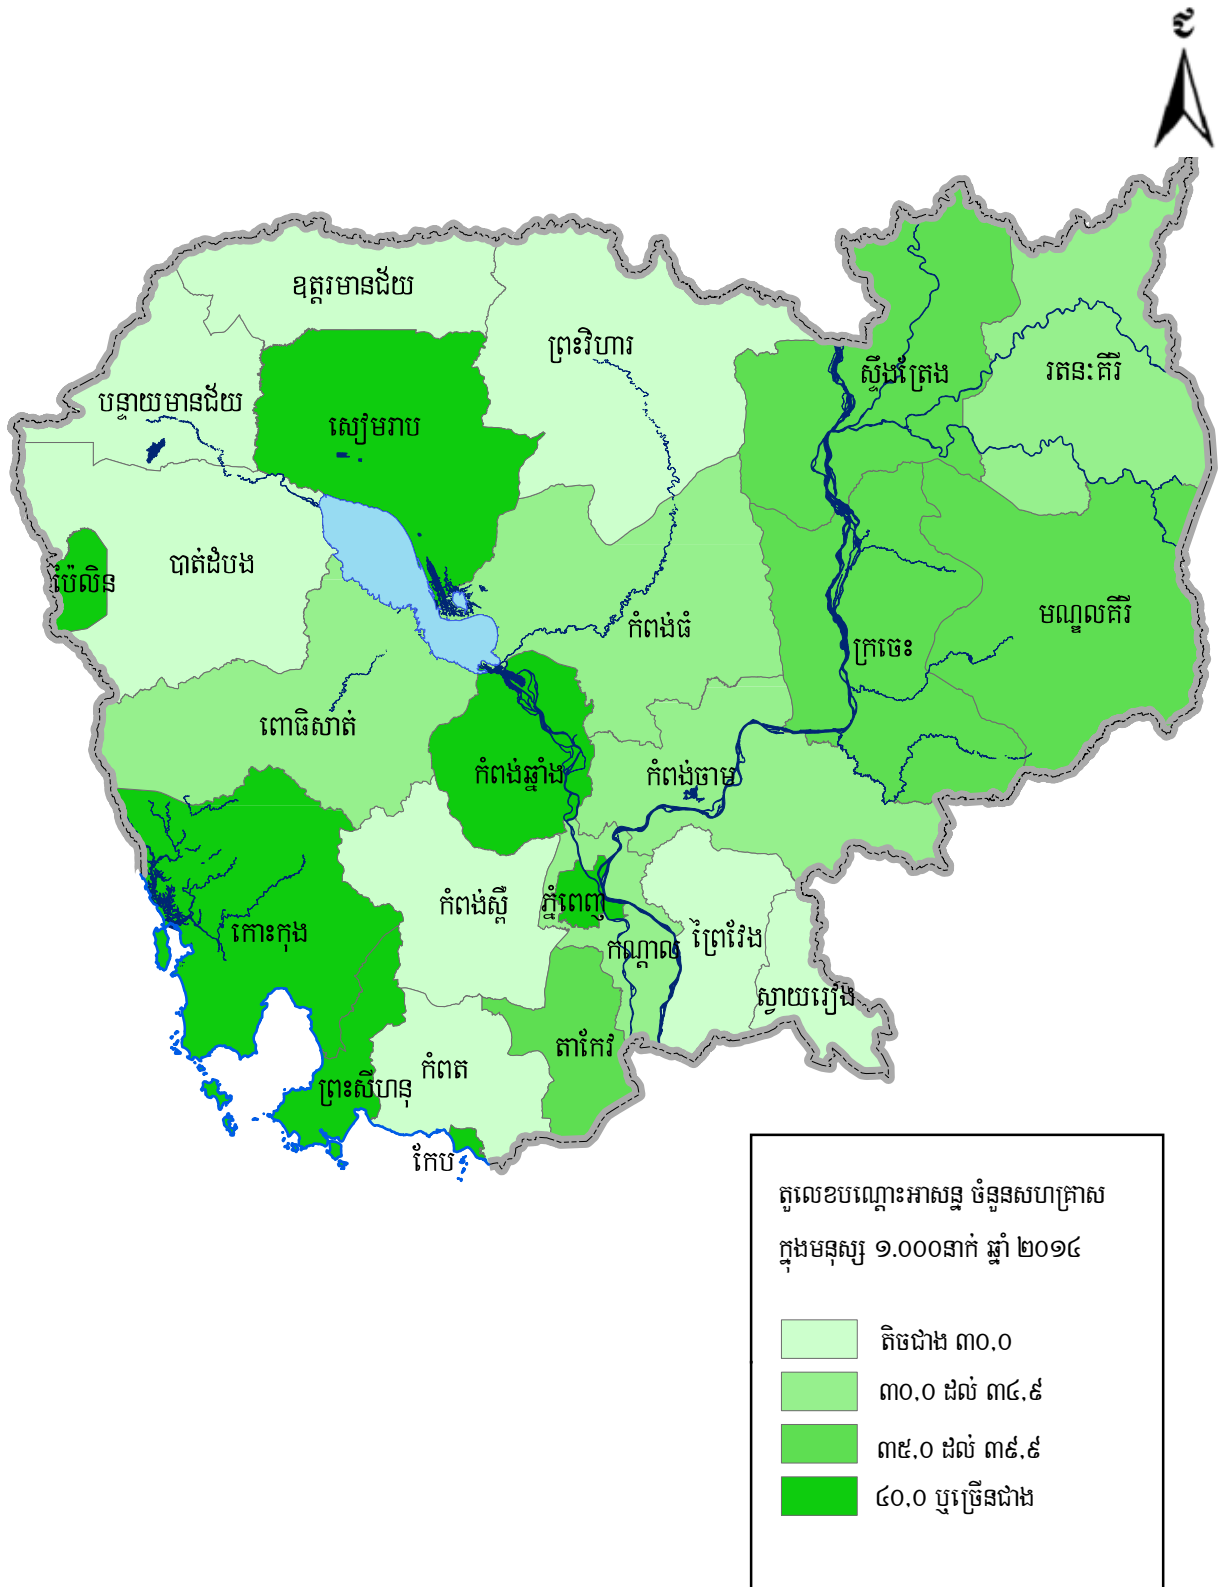 ជ
ឧត្តរមានជ័យ
ព្រះវិហារ
ស្ទឹងត្រែង
រតនៈគិរី
បន្ទាយមានជ័យ
សៀមរាប
បាត់ដំបង
ប៉ៃលិន
កំពង់ធំ
ក្រចេះ
មណ្ឌលគិរី
ពោធិសាត់
កំពង់ឆ្នាំង
កំពង់ចាម
កំពង់ស្ពឺ
ភ្នំពេញ
កោះកុង
កណ្តាល
ព្រៃវែង
ស្វាយរៀង
តាកែវ
កំពត
ព្រះសីហនុ
កែប
តួលេខបណ្តោះអាសន្ន ចំនួនសហគ្រាស
ក្នុងមនុស្ស ១.០០០នាក់ ឆ្នាំ ២០១៤
តិចជាង ៣០,០
៣០,០ ដល់ ៣៤,៩
៣៥,០ ដល់ ៣៩,៩
៤០,០ ឬច្រើនជាង